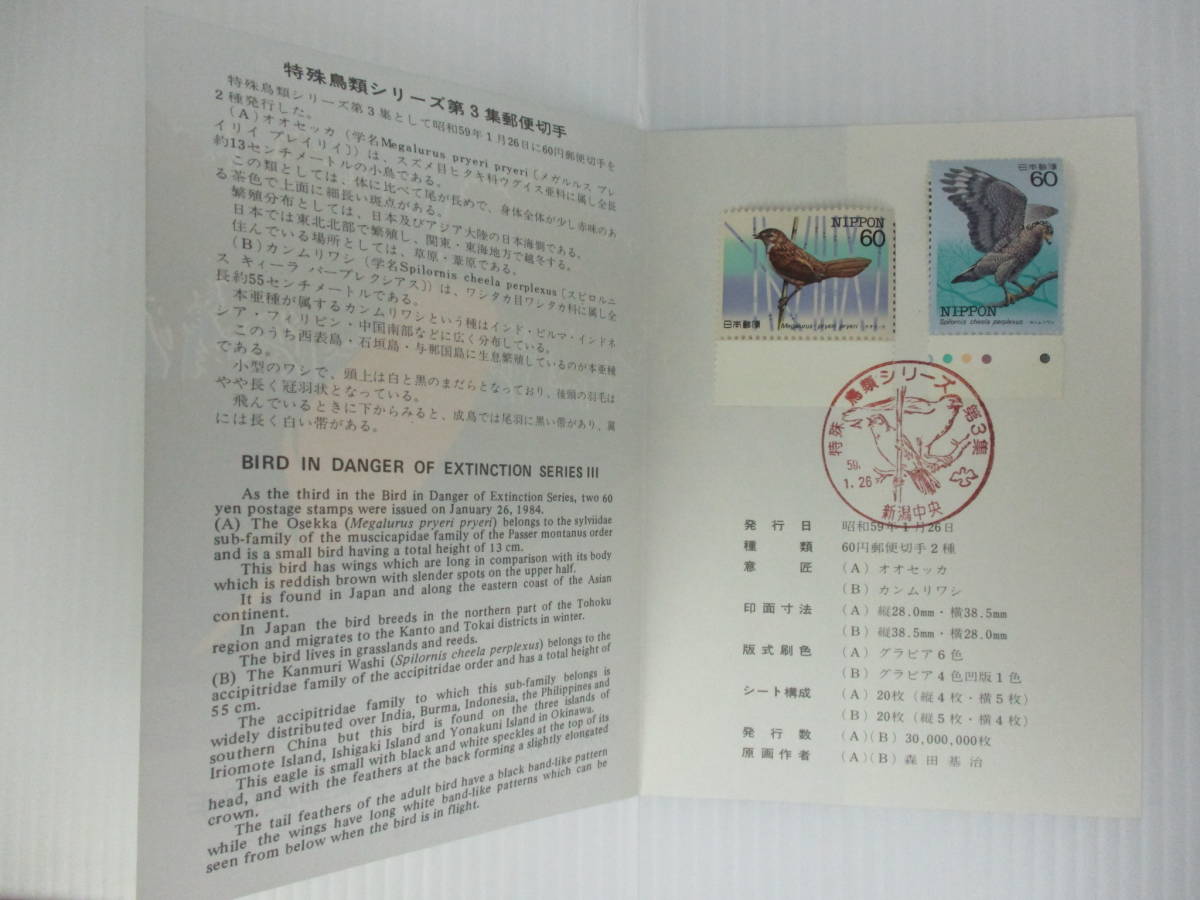 特殊鳥類シリーズ第3集郵便切手
特殊鳥類シリーズ第3集として昭和59年1月26日に60円郵便切手を
2種発行した。
(A)オオセッカ(学名Megalurus pryeri pryeri〔メガルルス プレ
イリイ プレイリイ〕)は、スズメ目ヒタキ科ウグイス亜科に属し全長
約13センチメートルの小鳥である。
この類としては、体に比べて尾が長めで、身体全体が少し赤味のあ
る茶色で上面に細長い斑点がある。
繁殖分布としては、日本及びアジア大陸の日本海側である。
日本では東北北部で繁殖し、関東・東海地方で越冬する。
住んでいる場所としては、草原・葦原である。
(B)カンムリワシ(学名Spilornis cheela perplexus〔スピロルニ
ス キィーラ パープレクシアス〕)は、ワシタカ目ワシタカ科に属し全
長約55センチメートルである。
本亜種が属するカンムリワシという種はインド・ビルマ・インドネ
シア・フィリピン・中国南部などに広く分布している。
このうち西表島・石垣島・与那国島に生息繁殖しているのが本亜種
である。
小型のワシで、頭上は白と黒のまだらとなっており、後頭の羽毛は
やや長く冠羽状となっている。
飛んでいるときに下からみると、成鳥では尾羽に黒い帯があり、翼
には長く白い帯がある。
BIRD IN DANGER OF EXTINCTION SERIES III
As the third in the Bird in Danger of Extinction Series, two 60
yen postage stamps were issued on January 26, 1984.
(A) The Osekka (Megalurus pryeri pryeri) belongs to the sylviidae
sub-family of the muscicapidae family of the Passer montanus order
and is a small bird having a total height of 13 cm.
This bird has wings which are long in comparison with its body
which is reddish brown with slender spots on the upper half.
It is found in Japan and along the eastern coast of the Asian
continent.
In Japan the bird breeds in the northern part of the Tohoku
region and migrates to the Kanto and Tokai districts in winter.
The bird lives in grasslands and reeds.
(B) The Kanmuri Washi (Spilornis cheela perplexus) belongs to the
accipitridae family of the accipitridae order and has a total height of
55 cm.
The accipitridae family to which this sub-family belongs is
widely distributed over India, Burma, Indonesia, the Philippines and
southern China but this bird is found on the three islands of
Iriomote Island, Ishigaki Island and Yonakuni Island in Okinawa.
This eagle is small with black and white speckles at the top of its
head, and with the feathers at the back forming a slightly elongated
crown.
The tail feathers of the adult bird have a black band-like pattern
while the wings have long white band-like patterns which can be
seen from below when the bird is in flight.
NIPPON
60
日本郵便
Megalurus pryeri pryeri オオセッカ
日本郵便
60
NIPPON
Spilornis cheela perplexus カンムリワシ
特殊鳥類シリーズ第3集
59.
1.26
新潟中央
発行日 昭和59年1月26日
種類 60円郵便切手2種
意匠 (A) オオセッカ
(B) カンムリワシ
印面寸法 (A) 縦28.0mm・横38.5mm
(B) 縦38.5mm・横28.0mm
版式刷色 (A) グラビア6色
(B) グラビア4色凹版1色
シート構成 (A) 20枚(縦4枚・横5枚)
(B) 20枚(縦5枚・横4枚)
発行数 (A)(B) 30,000,000枚
原画作者 (A)(B) 森田基治